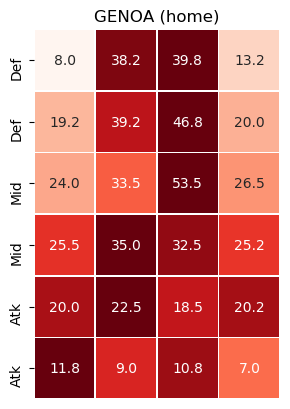 GENOA (home)
Def 8.0 38.2 39.8 13.2
Def 19.2 39.2 46.8 20.0
Mid 24.0 33.5 53.5 26.5
Mid 25.5 35.0 32.5 25.2
Atk 20.0 22.5 18.5 20.2
Atk 11.8 9.0 10.8 7.0